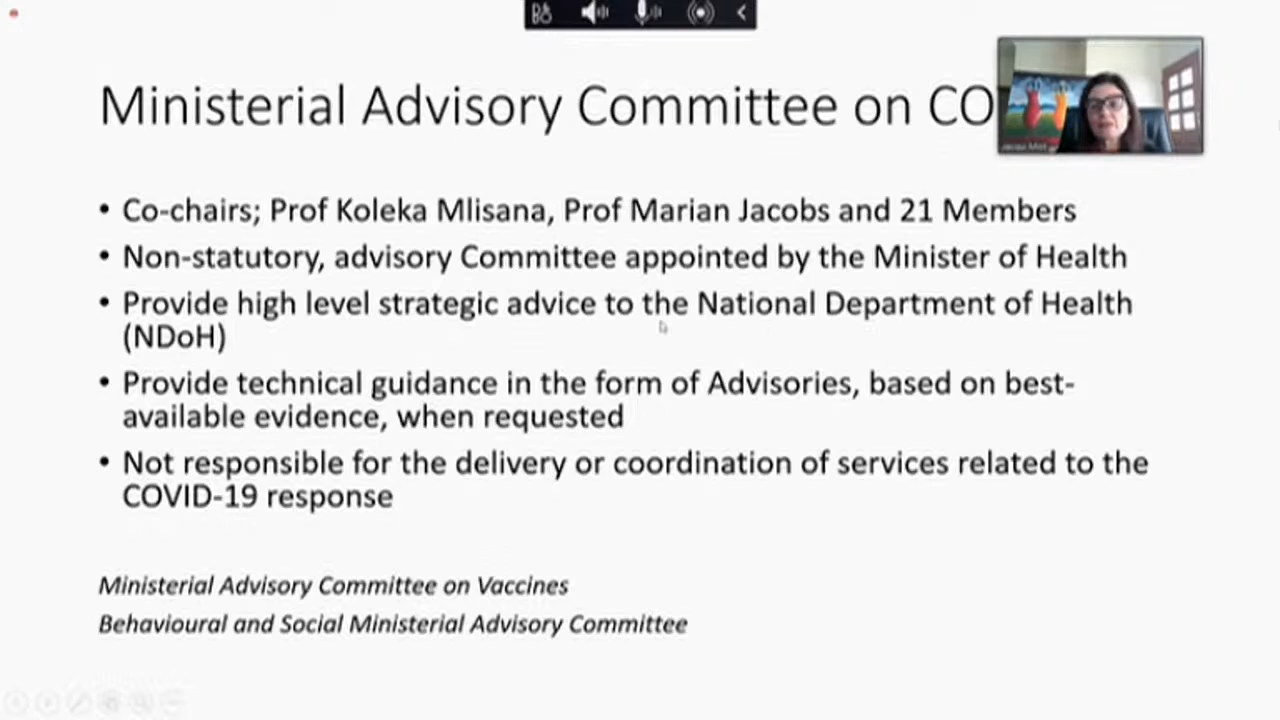 Ministerial Advisory Committee on CO
• Co-chairs; Prof Koleka Mlisana, Prof Marian Jacobs and 21 Members
• Non-statutory, advisory Committee appointed by the Minister of Health
• Provide high level strategic advice to the National Department of Health
(NDoH)
• Provide technical guidance in the form of Advisories, based on best-
available evidence, when requested
• Not responsible for the delivery or coordination of services related to the
COVID-19 response
Ministerial Advisory Committee on Vaccines
Behavioural and Social Ministerial Advisory Committee